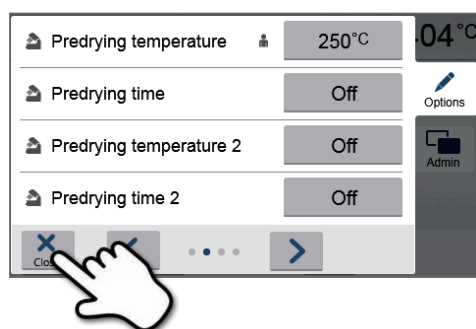 Predrying temperature 250°C
04°C
Predrying time Off
Options
Predrying temperature 2 Off
Admin
Predrying time 2 Off